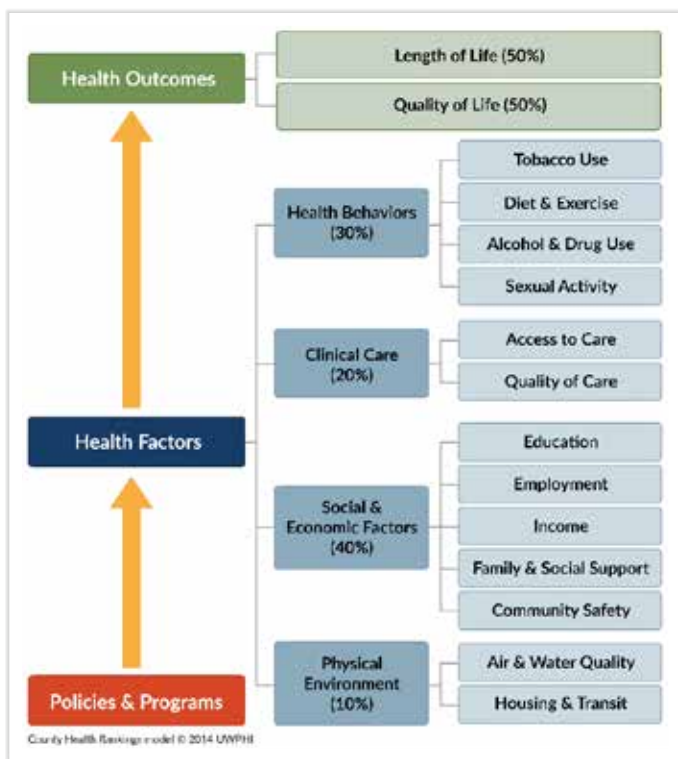 Health Outcomes
Length of Life (50%)
Quality of Life (50%)
Health Factors
Health Behaviors
(30%)
Tobacco Use
Diet & Exercise
Alcohol & Drug Use
Sexual Activity
Clinical Care
(20%)
Access to Care
Quality of Care
Social &
Economic Factors
(40%)
Education
Employment
Income
Family & Social Support
Community Safety
Physical
Environment
(10%)
Air & Water Quality
Housing & Transit
Policies & Programs
County Health Rankings model © 2014 UWPHI